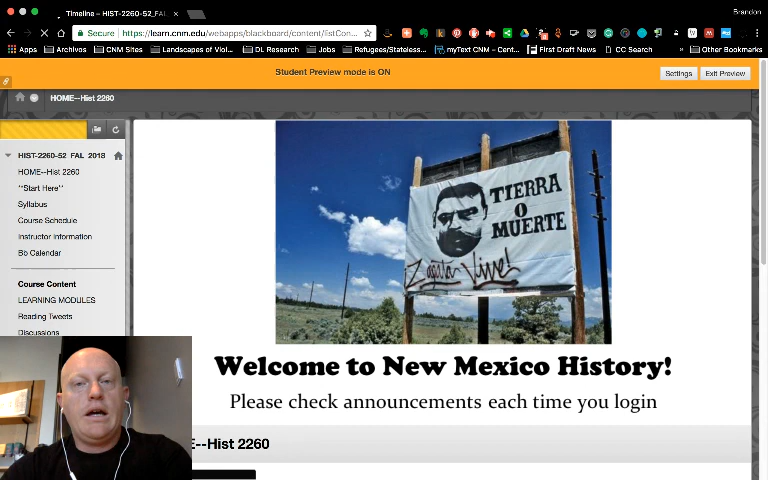 Timeline – HIST-2260-52_FAL
Brandon
Secure
https://learn.cnm.edu/webapps/blackboard/content/listCon...
Apps
Archivos
CNM Sites
Landscapes of Viol...
DL Research
Jobs
Refugees/Stateless...
myText CNM – Cent...
First Draft News
CC Search
»
Other Bookmarks
Student Preview mode is ON
Settings
Exit Preview
HOME--Hist 2260
HIST-2260-52 FAL 2018
HOME--Hist 2260
**Start Here**
Syllabus
Course Schedule
Instructor Information
Bb Calendar
Course Content
LEARNING MODULES
Reading Tweets
Discussions
TIERRA
O
MUERTE
Zapata Vive!
Welcome to New Mexico History!
Please check announcements each time you login
E--Hist 2260